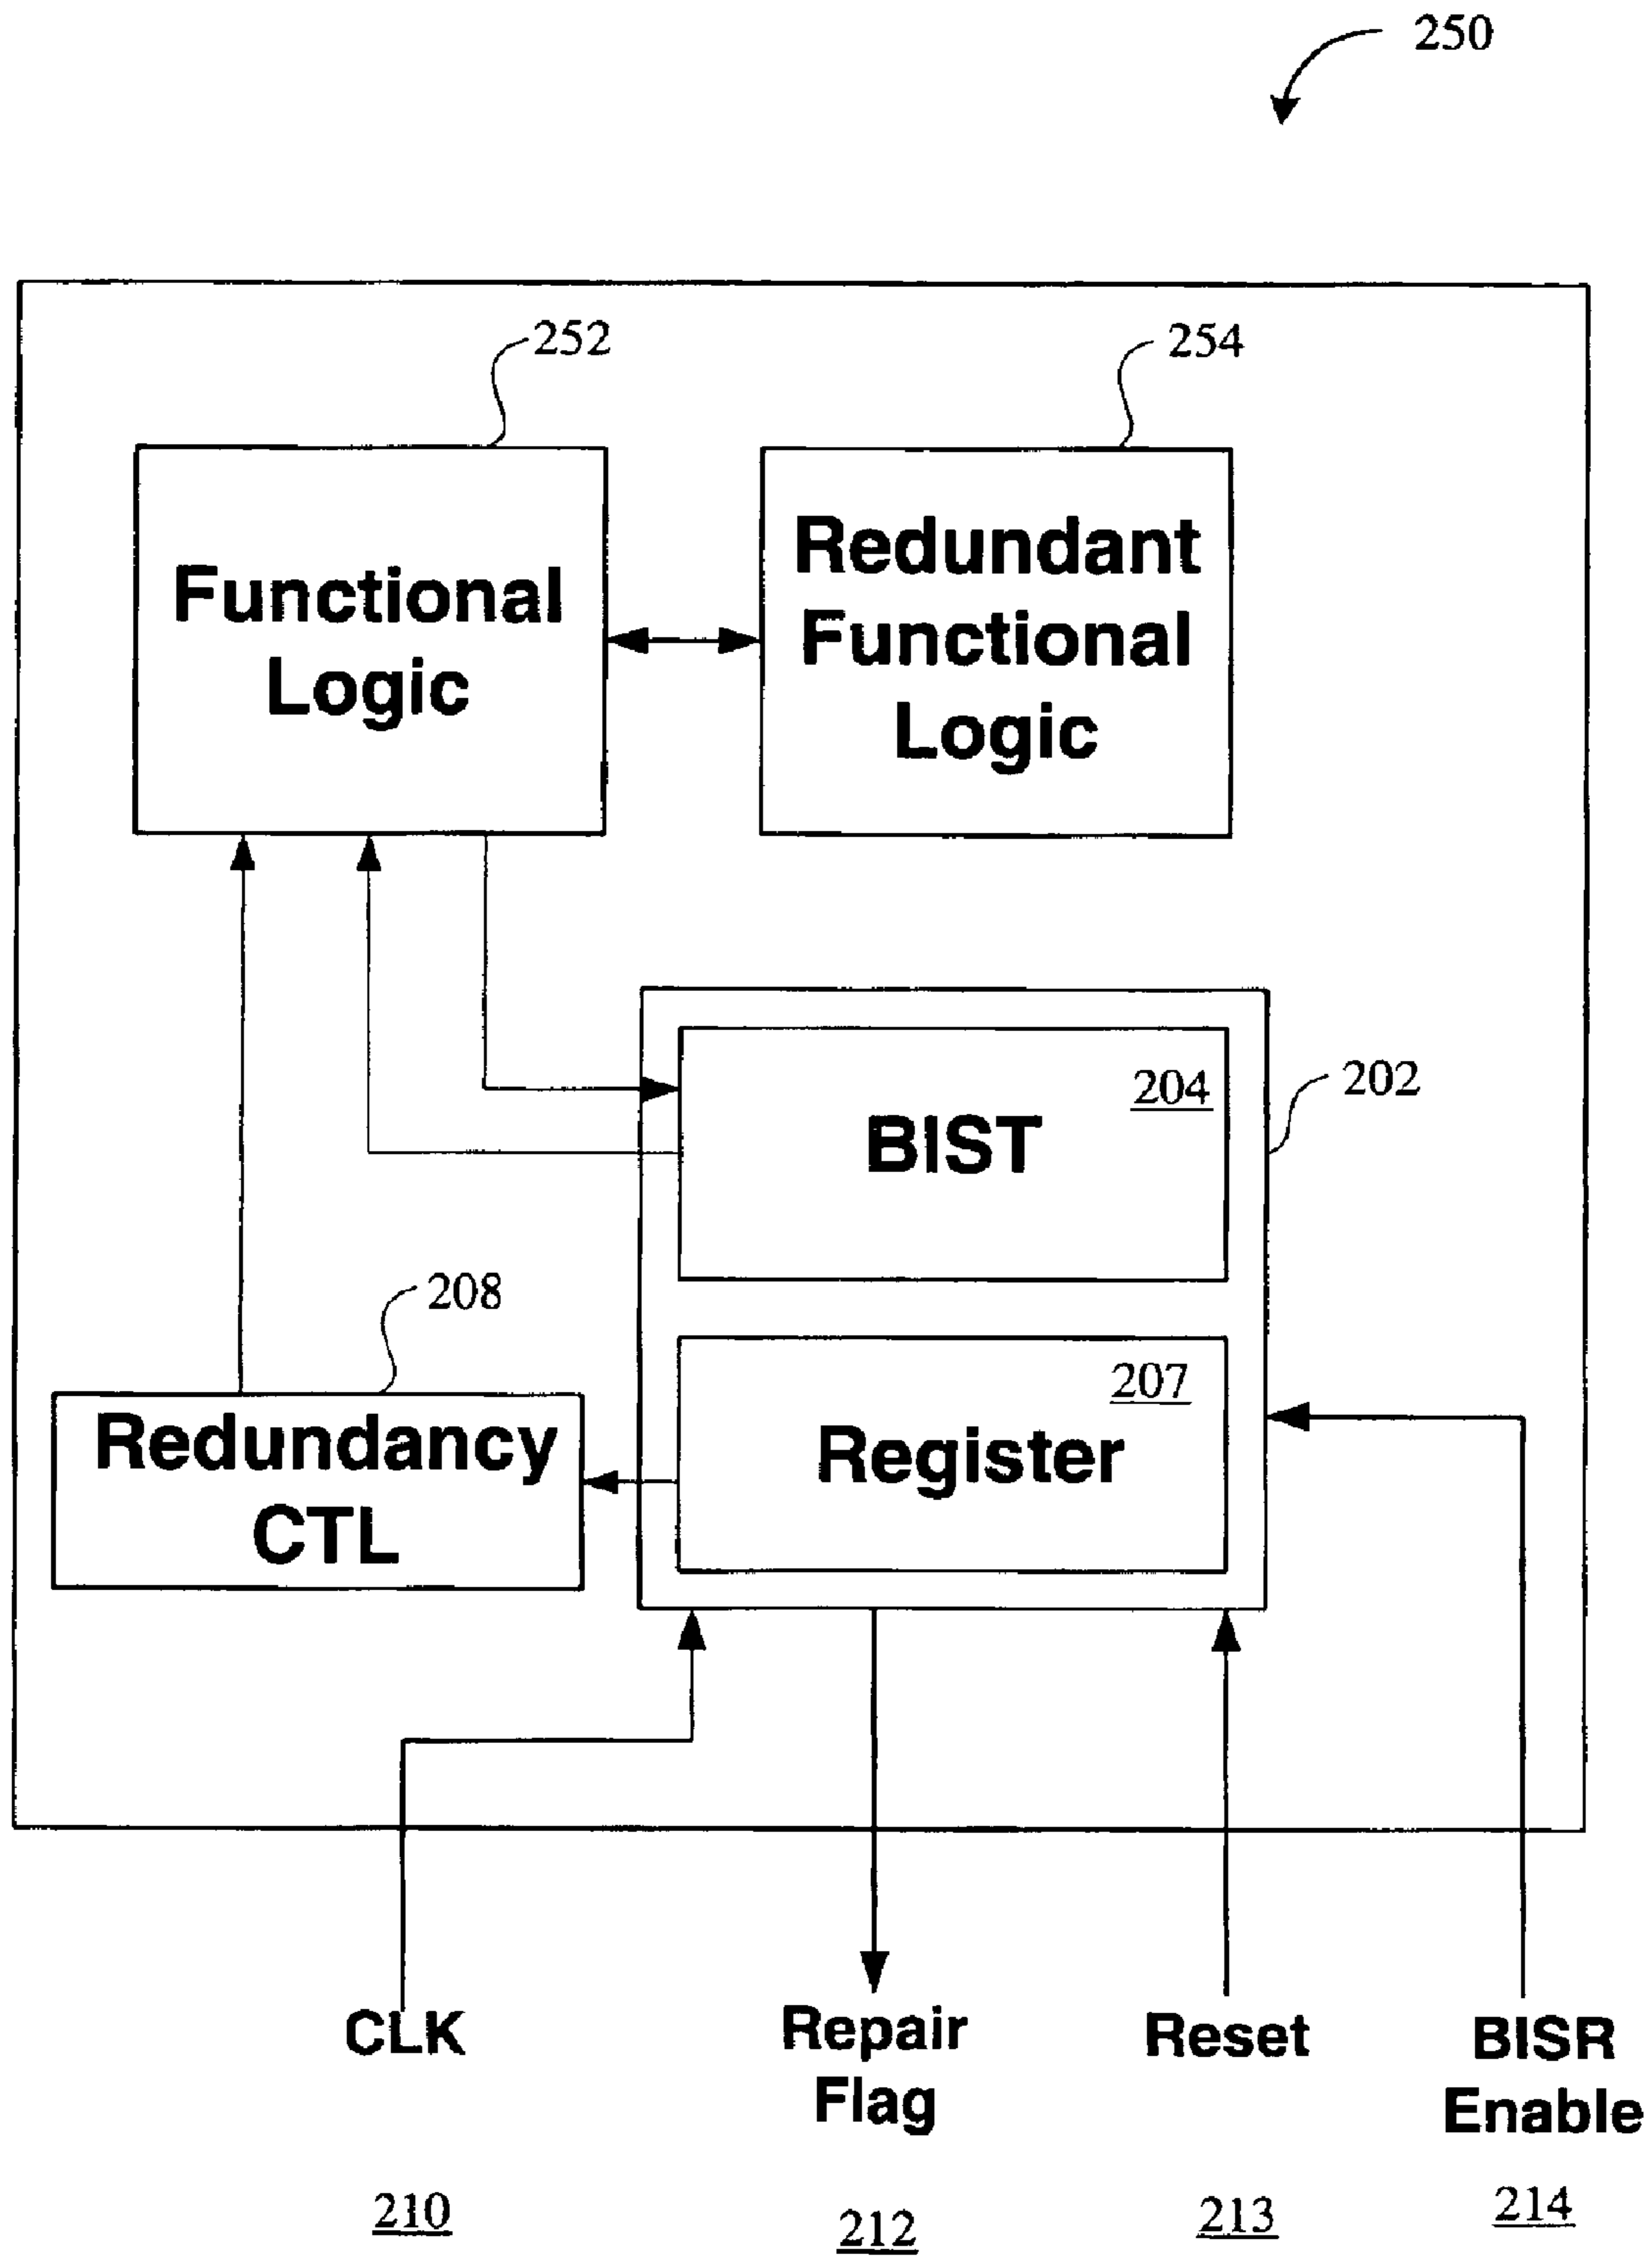 250
252
254
Functional
Logic
Redundant
Functional
Logic
204
BIST
202
208
207
Redundancy
CTL
Register
CLK
Repair
Flag
Reset
BISR
Enable
210
212
213
214